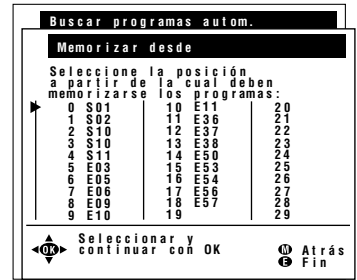 Buscar programas autom.
Memorizar desde
Seleccione la posición
a partir de la cual deben
memorizarse los programas:
0 S01 10 E11 20
1 S02 11 E36 21
2 S10 12 E37 22
3 S10 13 E38 23
4 S11 14 E50 24
5 E03 15 E53 25
6 E05 16 E54 26
7 E06 17 E56 27
8 E09 18 E57 28
9 E10 19 29
Seleccionar y
OK continuar con OK M Atrás
E Fin